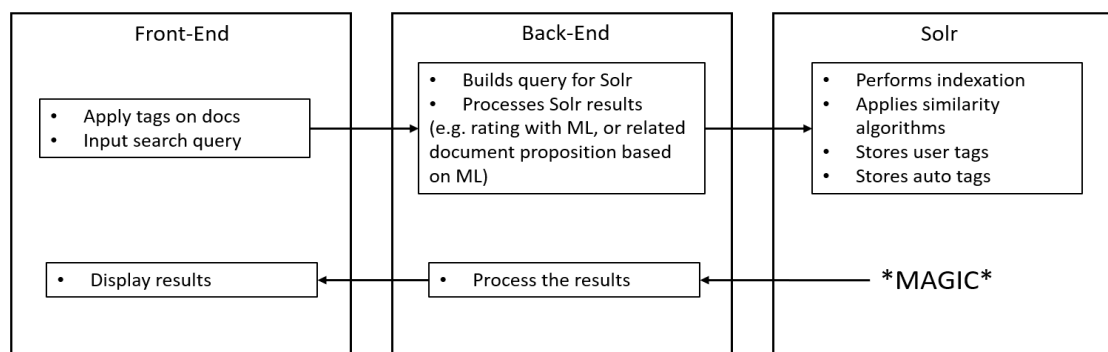 Front-End
• Apply tags on docs
• Input search query
• Display results
Back-End
• Builds query for Solr
• Processes Solr results
(e.g. rating with ML, or related
document proposition based
on ML)
• Process the results
Solr
• Performs indexation
• Applies similarity
algorithms
• Stores user tags
• Stores auto tags
*MAGIC*